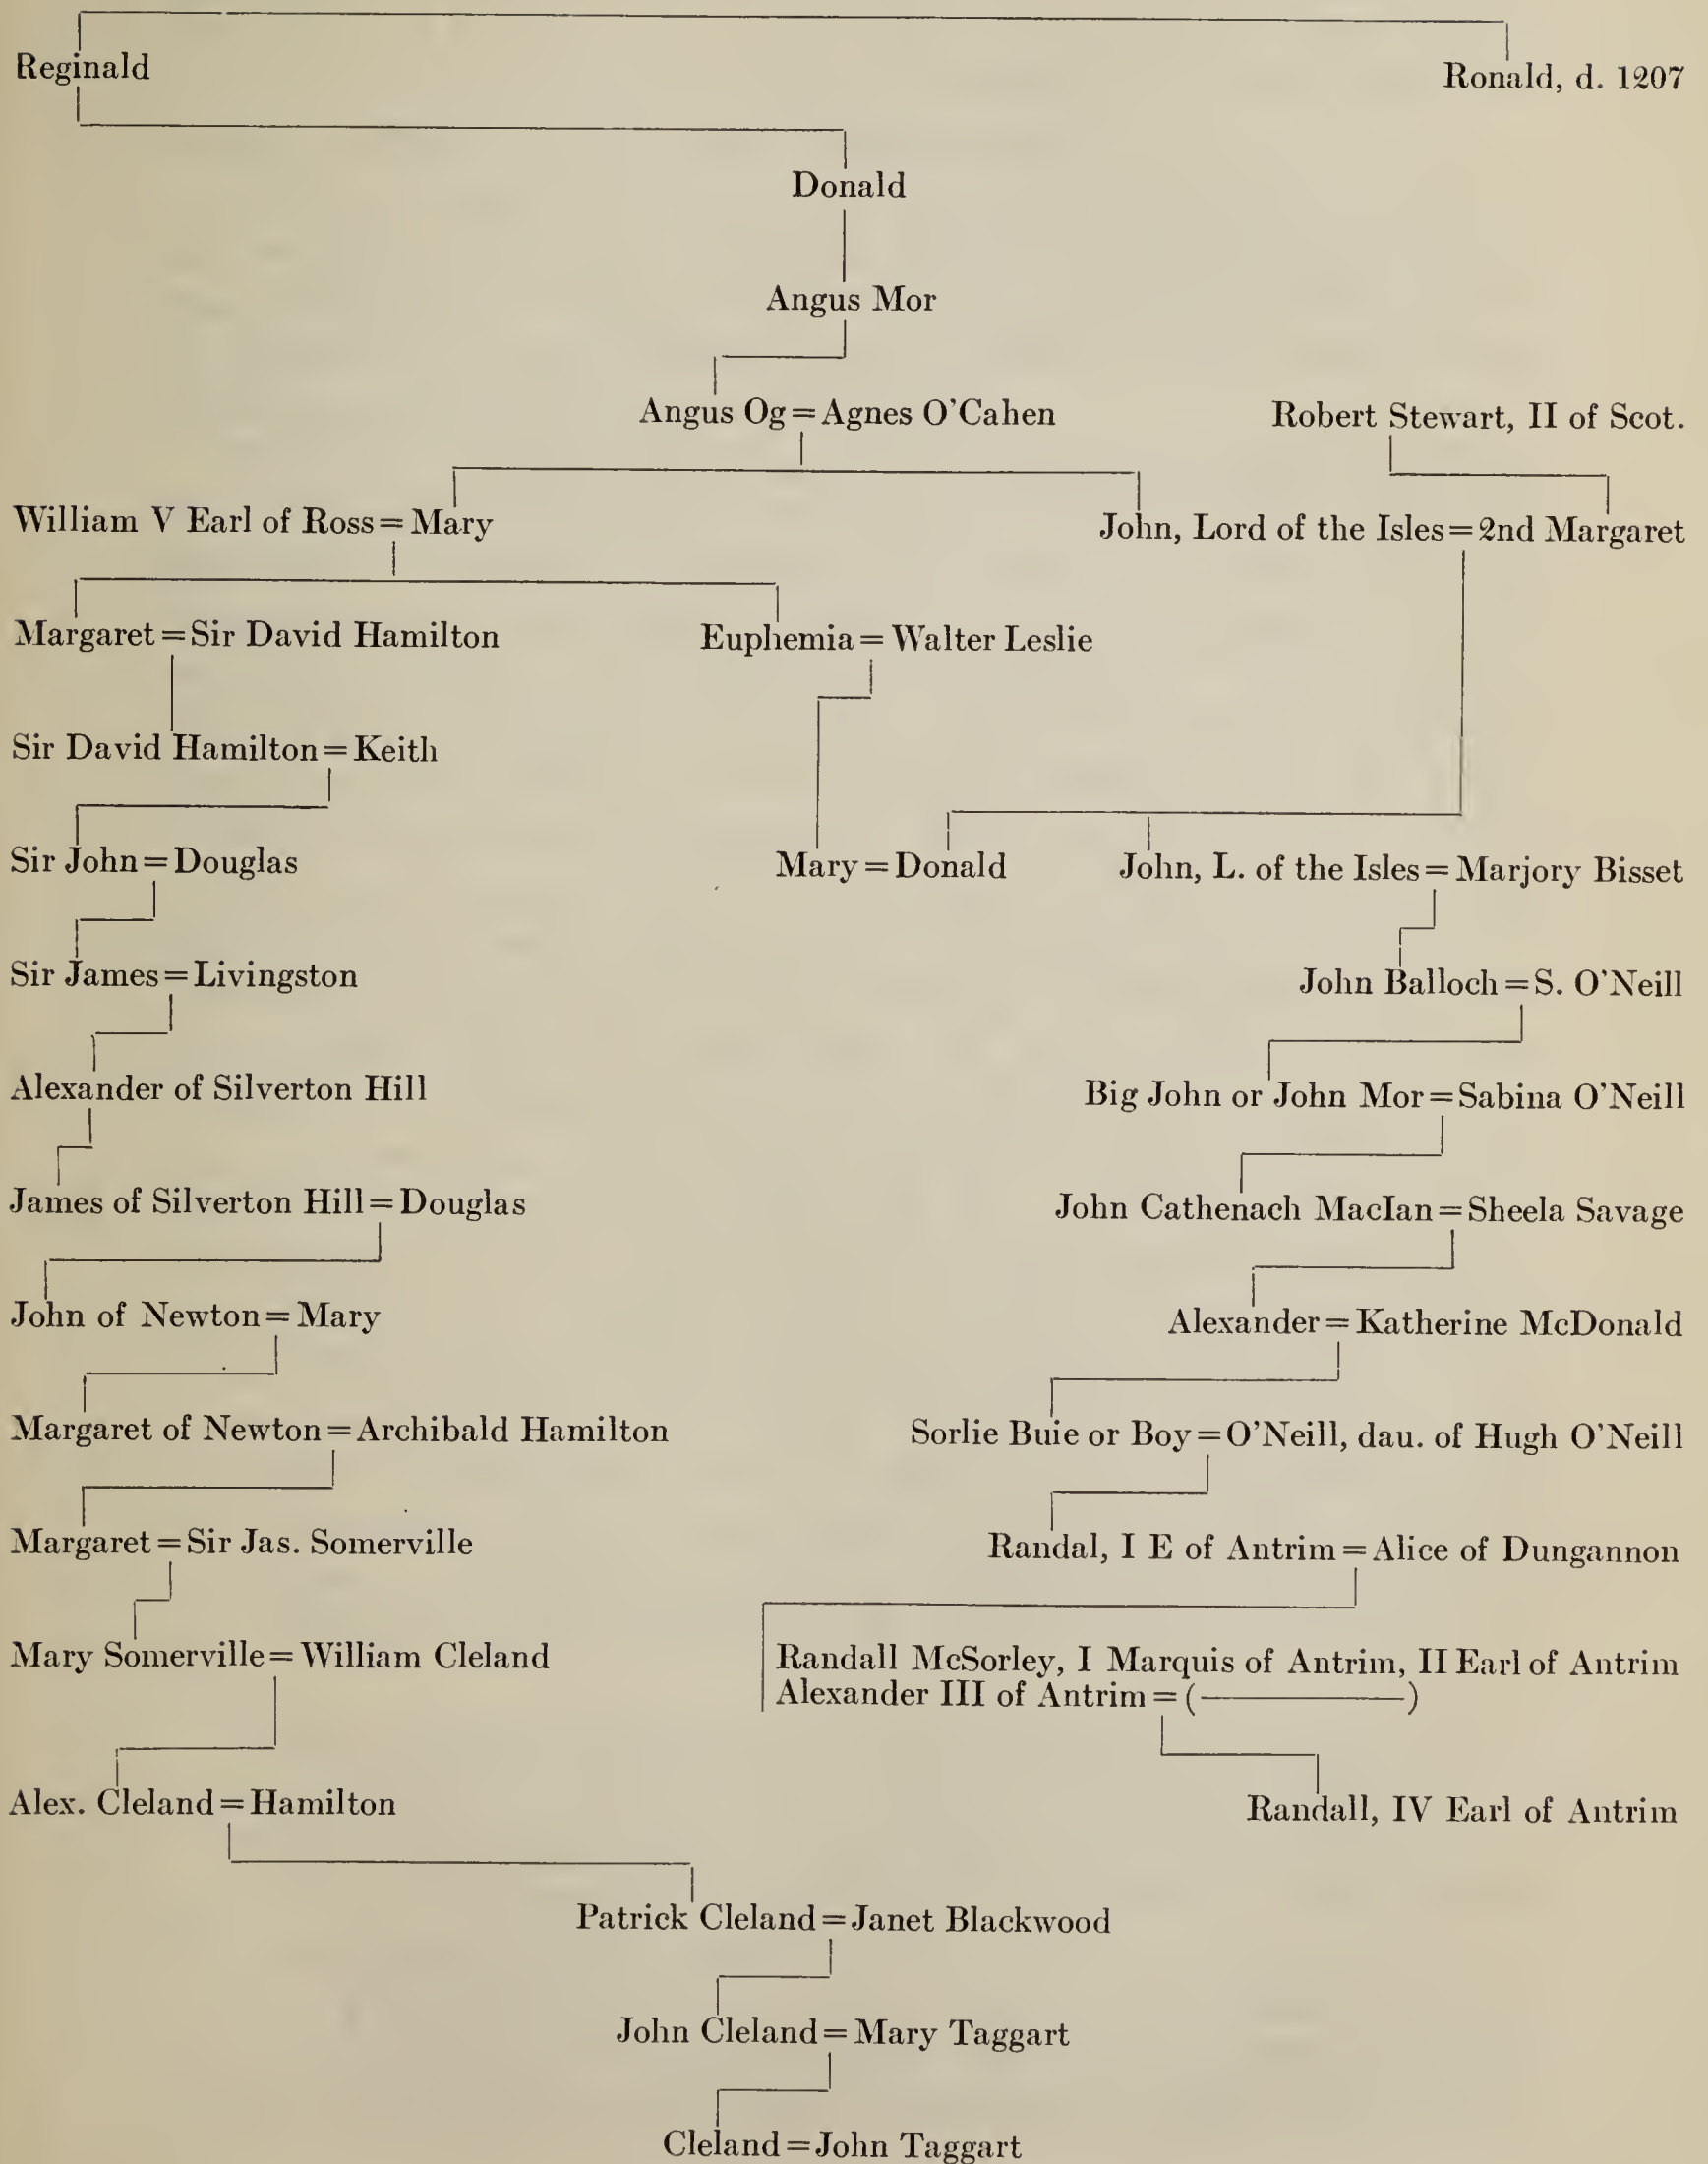 Reginald
Ronald, d. 1207
Donald
Angus Mor
Angus Og = Agnes O'Cahen
Robert Stewart, II of Scot.
William V Earl of Ross = Mary
John, Lord of the Isles = 2nd Margaret
Margaret = Sir David Hamilton
Euphemia = Walter Leslie
Sir David Hamilton = Keith
Sir John = Douglas
Mary = Donald
John, L. of the Isles = Marjory Bisset
Sir James = Livingston
John Balloch = S. O'Neill
Alexander of Silverton Hill
Big John or John Mor = Sabina O'Neill
James of Silverton Hill = Douglas
John Cathenach MacIan = Sheela Savage
John of Newton = Mary
Alexander = Katherine McDonald
Margaret of Newton = Archibald Hamilton
Sorlie Buie or Boy = O'Neill, dau. of Hugh O'Neill
Margaret = Sir Jas. Somerville
Randal, I E of Antrim = Alice of Dungannon
Mary Somerville = William Cleland
Randall McSorley, I Marquis of Antrim, II Earl of Antrim
Alexander III of Antrim = (————)
Alex. Cleland = Hamilton
Randall, IV Earl of Antrim
Patrick Cleland = Janet Blackwood
John Cleland = Mary Taggart
Cleland = John Taggart